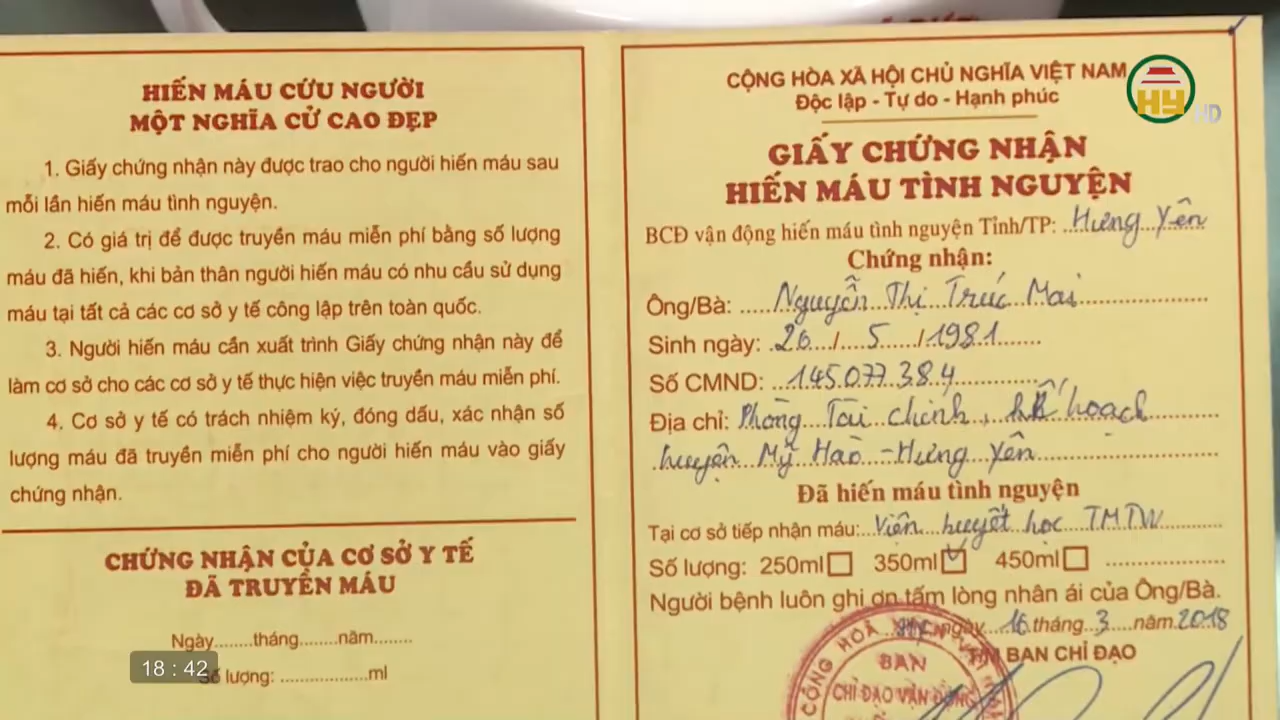 HIẾN MÁU CỨU NGƯỜI
MỘT NGHĨA CỬ CAO ĐẸP
1. Giấy chứng nhận này được trao cho người hiến máu sau
mỗi lần hiến máu tình nguyện.
2. Có giá trị để được truyền máu miễn phí bằng số lượng
máu đã hiến, khi bản thân người hiến máu có nhu cầu sử dụng
máu tại tất cả các cơ sở y tế công lập trên toàn quốc.
3. Người hiến máu cần xuất trình Giấy chứng nhận này để
làm cơ sở cho các cơ sở y tế thực hiện việc truyền máu miễn phí.
4. Cơ sở y tế có trách nhiệm ký, đóng dấu, xác nhận số
lượng máu đã truyền miễn phí cho người hiến máu vào giấy
chứng nhận.
CHỨNG NHẬN CỦA CƠ SỞ Y TẾ
ĐÃ TRUYỀN MÁU
Ngày.......tháng.......năm.......
Số lượng: ..................ml
18 : 42
CỘNG HÒA XÃ HỘI CHỦ NGHĨA VIỆT NAM
Độc lập - Tự do - Hạnh phúc
HY HD
GIẤY CHỨNG NHẬN
HIẾN MÁU TÌNH NGUYỆN
BCĐ vận động hiến máu tình nguyện Tỉnh/TP: Hưng Yên
Chứng nhận:
Ông/Bà: Nguyễn Thị Trúc Mai
Sinh ngày: 26 / 5 / 1981
Số CMND: 145077384
Địa chỉ: Phòng Tài chính, kế hoạch
huyện Mỹ Hào - Hưng Yên
Đã hiến máu tình nguyện
Tại cơ sở tiếp nhận máu: Viện huyết học TMTW
Số lượng: 250ml 350ml 450ml
Người bệnh luôn ghi ơn tấm lòng nhân ái của Ông/Bà.
ngày 16 tháng 3 năm 2018
TM BAN CHỈ ĐẠO
CỘNG HÒA
BAN
CHỈ ĐẠO VẬN ĐỘNG